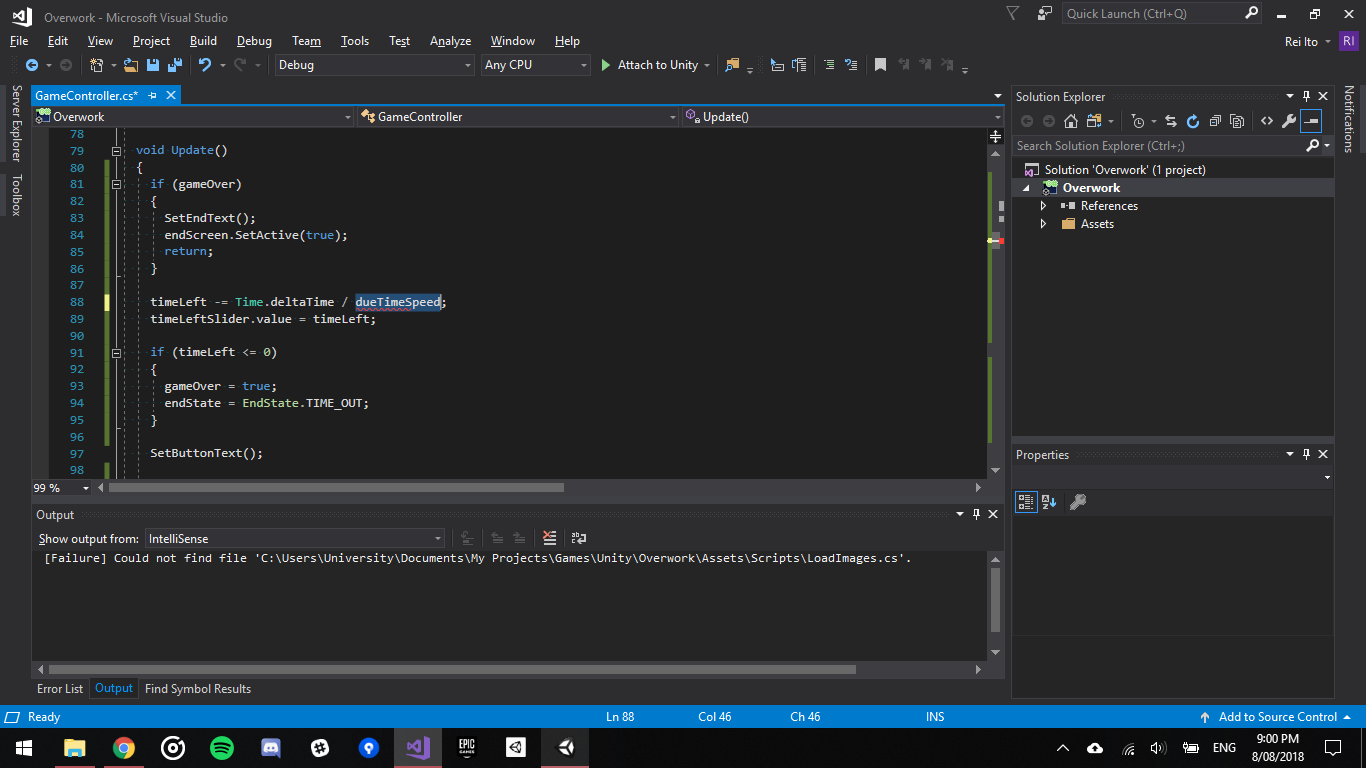 Overwork - Microsoft Visual Studio
Quick Launch (Ctrl+Q)
File Edit View Project Build Debug Team Tools Test Analyze Window Help
Rei Ito RI
Debug Any CPU Attach to Unity
Server Explorer
Toolbox
GameController.cs*
Overwork GameController Update()
78
79 void Update()
80 {
81 if (gameOver)
82 {
83 SetEndText();
84 endScreen.SetActive(true);
85 return;
86 }
87
88 timeLeft -= Time.deltaTime / dueTimeSpeed;
89 timeLeftSlider.value = timeLeft;
90
91 if (timeLeft <= 0)
92 {
93 gameOver = true;
94 endState = EndState.TIME_OUT;
95 }
96
97 SetButtonText();
98
99 %
Output
Show output from: IntelliSense
[Failure] Could not find file 'C:\Users\University\Documents\My Projects\Games\Unity\Overwork\Assets\Scripts\LoadImages.cs'.
Error List Output Find Symbol Results
Solution Explorer
Search Solution Explorer (Ctrl+;)
Solution 'Overwork' (1 project)
Overwork
References
Assets
Properties
Notifications
Ready Ln 88 Col 46 Ch 46 INS Add to Source Control
EPIC GAMES
ENG
9:00 PM
8/08/2018